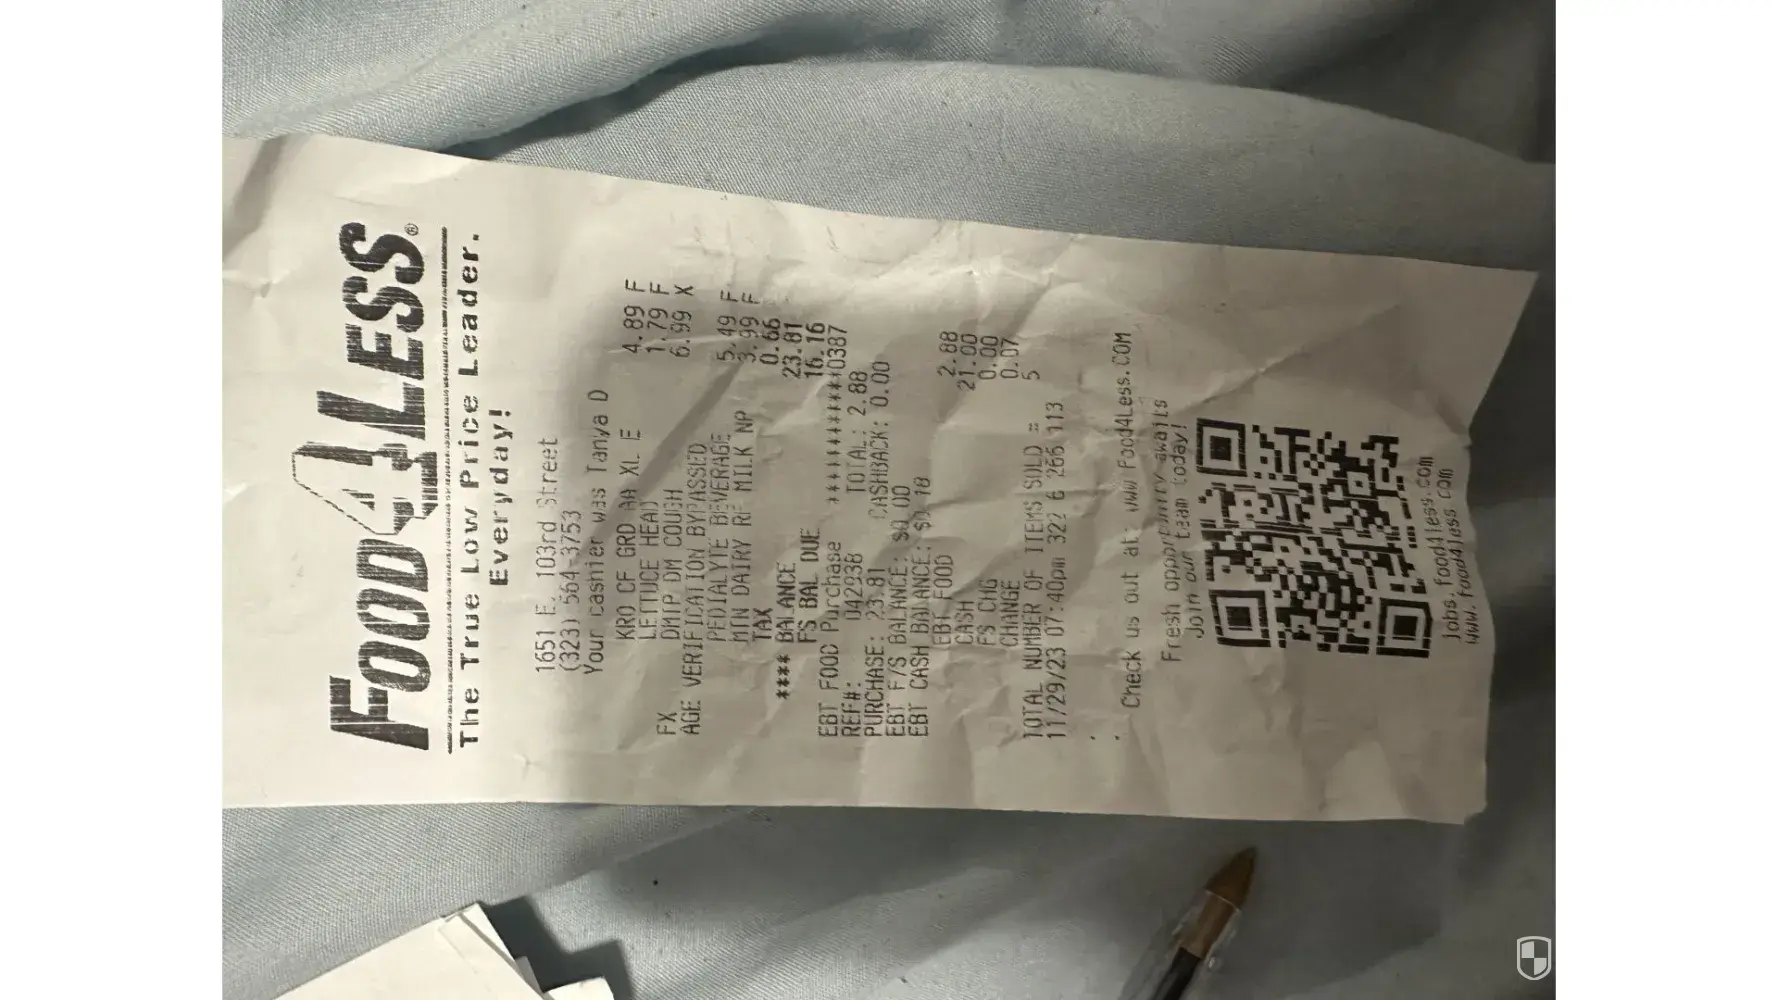 FOOD4LESS®
The True Low Price Leader.
Everyday!
1651 E. 103rd Street
(323) 564-3753
Your cashier was Tanya D
KRO CF GRD AA XL E 4.89 F
LETTUCE HEAD 1.79 F
FX DMTP DM COUGH 6.99 X
AGE VERIFICATION BYPASSED
PEDIALYTE BEVERAGE 5.49 F
MIN DAIRY RF MILK NP 3.99 F
TAX 0.66
**** BALANCE 23.81
FS BAL DUE 16.16
EBT FOOD Purchase ************0387
REF#: 042938 TOTAL: 2.88
PURCHASE: 23.81 CASHBACK: 0.00
EBT F/S BALANCE: $0.00
EBT CASH BALANCE: $0.18
EBT FOOD 2.88
CASH 21.00
FS CHG 0.00
CHANGE 0.07
TOTAL NUMBER OF ITEMS SOLD = 5
11/29/23 07:40pm 322 6 266 113
Check us out at: www.Food4Less.COM
Fresh opportunity awaits
Join our team today!
jobs.food4less.com
www.food4less.com